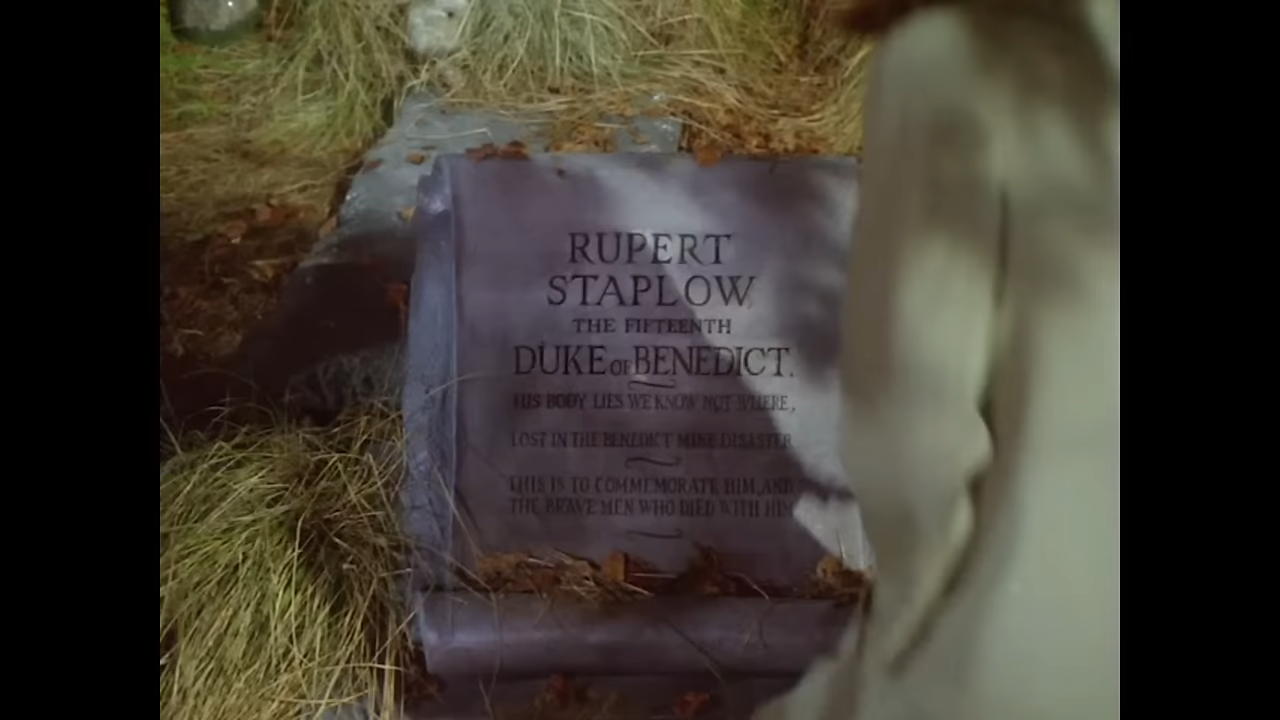 RUPERT
STAPLOW,
THE FIFTEENTH
DUKE OF BENEDICT.
HIS BODY LIES WE KNOW NOT WHERE,
LOST IN THE BENEDICT MINE DISASTER
THIS IS TO COMMEMORATE HIM, AND
THE BRAVE MEN WHO DIED WITH HIM